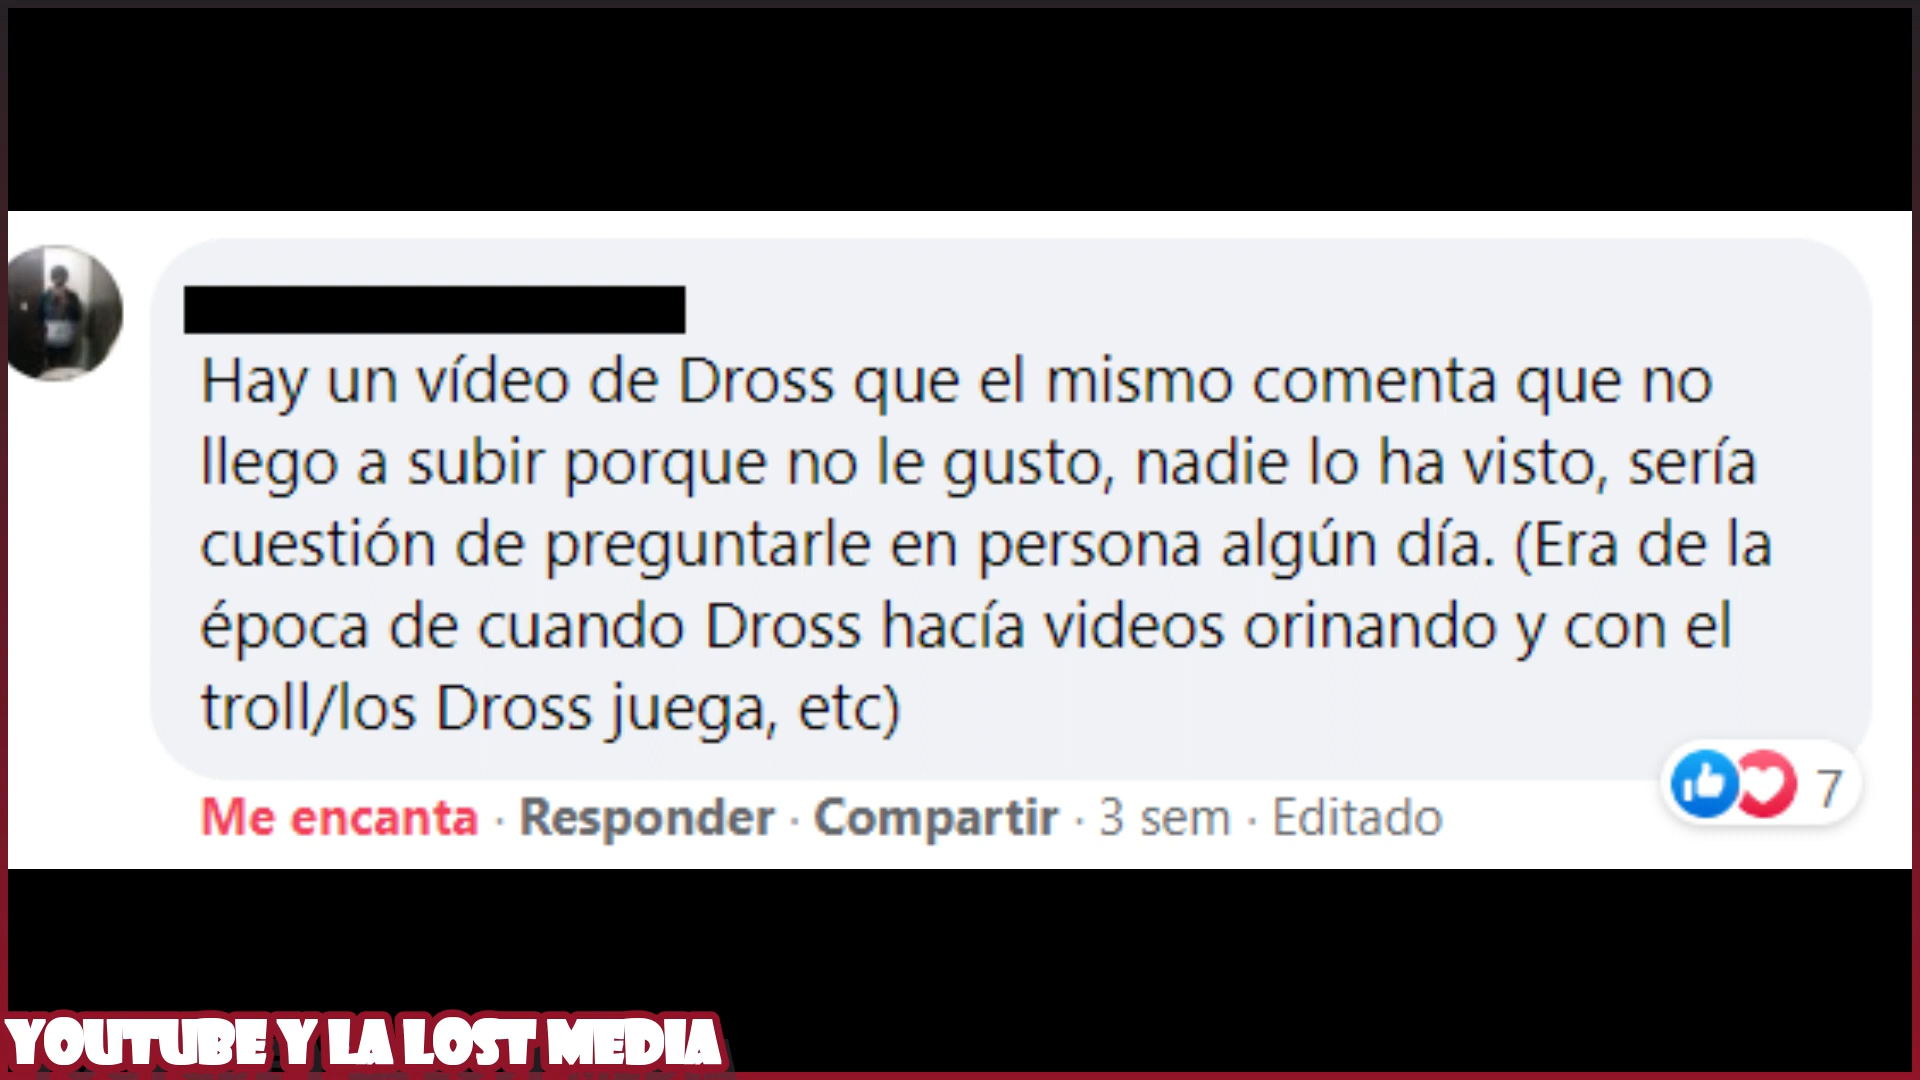 Hay un vídeo de Dross que el mismo comenta que no
llego a subir porque no le gusto, nadie lo ha visto, sería
cuestión de preguntarle en persona algún día. (Era de la
época de cuando Dross hacía videos orinando y con el
troll/los Dross juega, etc)
7
Me encanta · Responder · Compartir · 3 sem · Editado
YOUTUBE Y LA LOST MEDIA